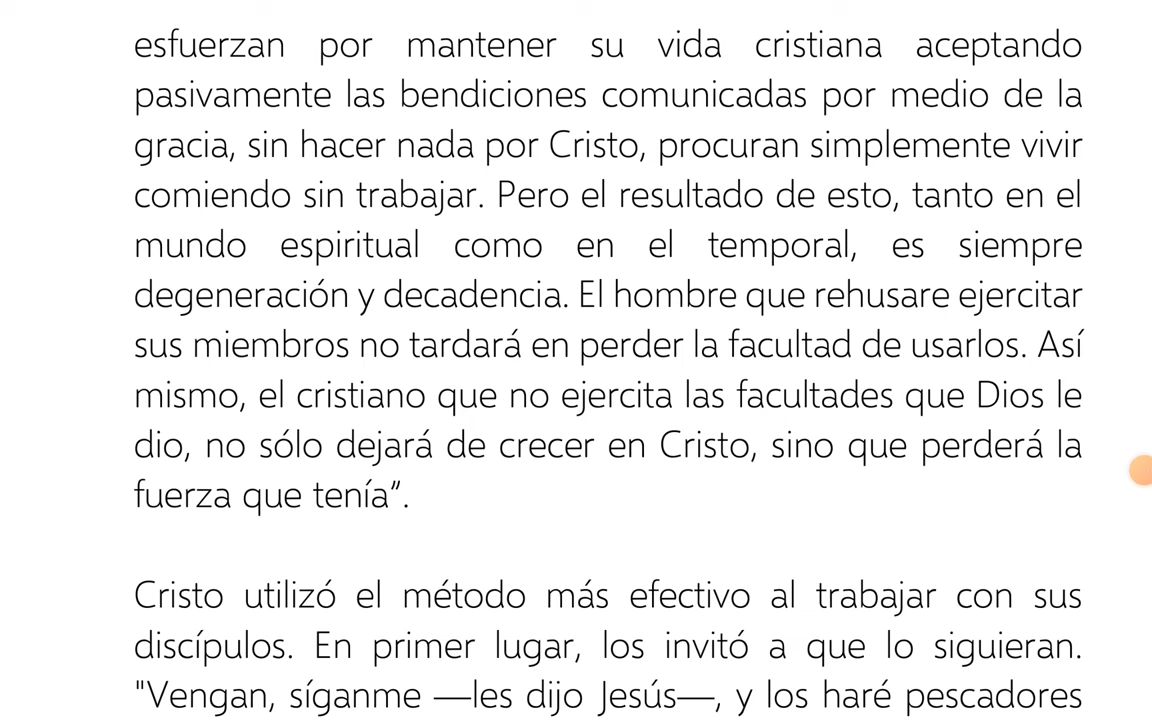 esfuerzan por mantener su vida cristiana aceptando
pasivamente las bendiciones comunicadas por medio de la
gracia, sin hacer nada por Cristo, procuran simplemente vivir
comiendo sin trabajar. Pero el resultado de esto, tanto en el
mundo espiritual como en el temporal, es siempre
degeneración y decadencia. El hombre que rehusare ejercitar
sus miembros no tardará en perder la facultad de usarlos. Así
mismo, el cristiano que no ejercita las facultades que Dios le
dio, no sólo dejará de crecer en Cristo, sino que perderá la
fuerza que tenía”.
Cristo utilizó el método más efectivo al trabajar con sus
discípulos. En primer lugar, los invitó a que lo siguieran.
"Vengan, síganme —les dijo Jesús—, y los haré pescadores